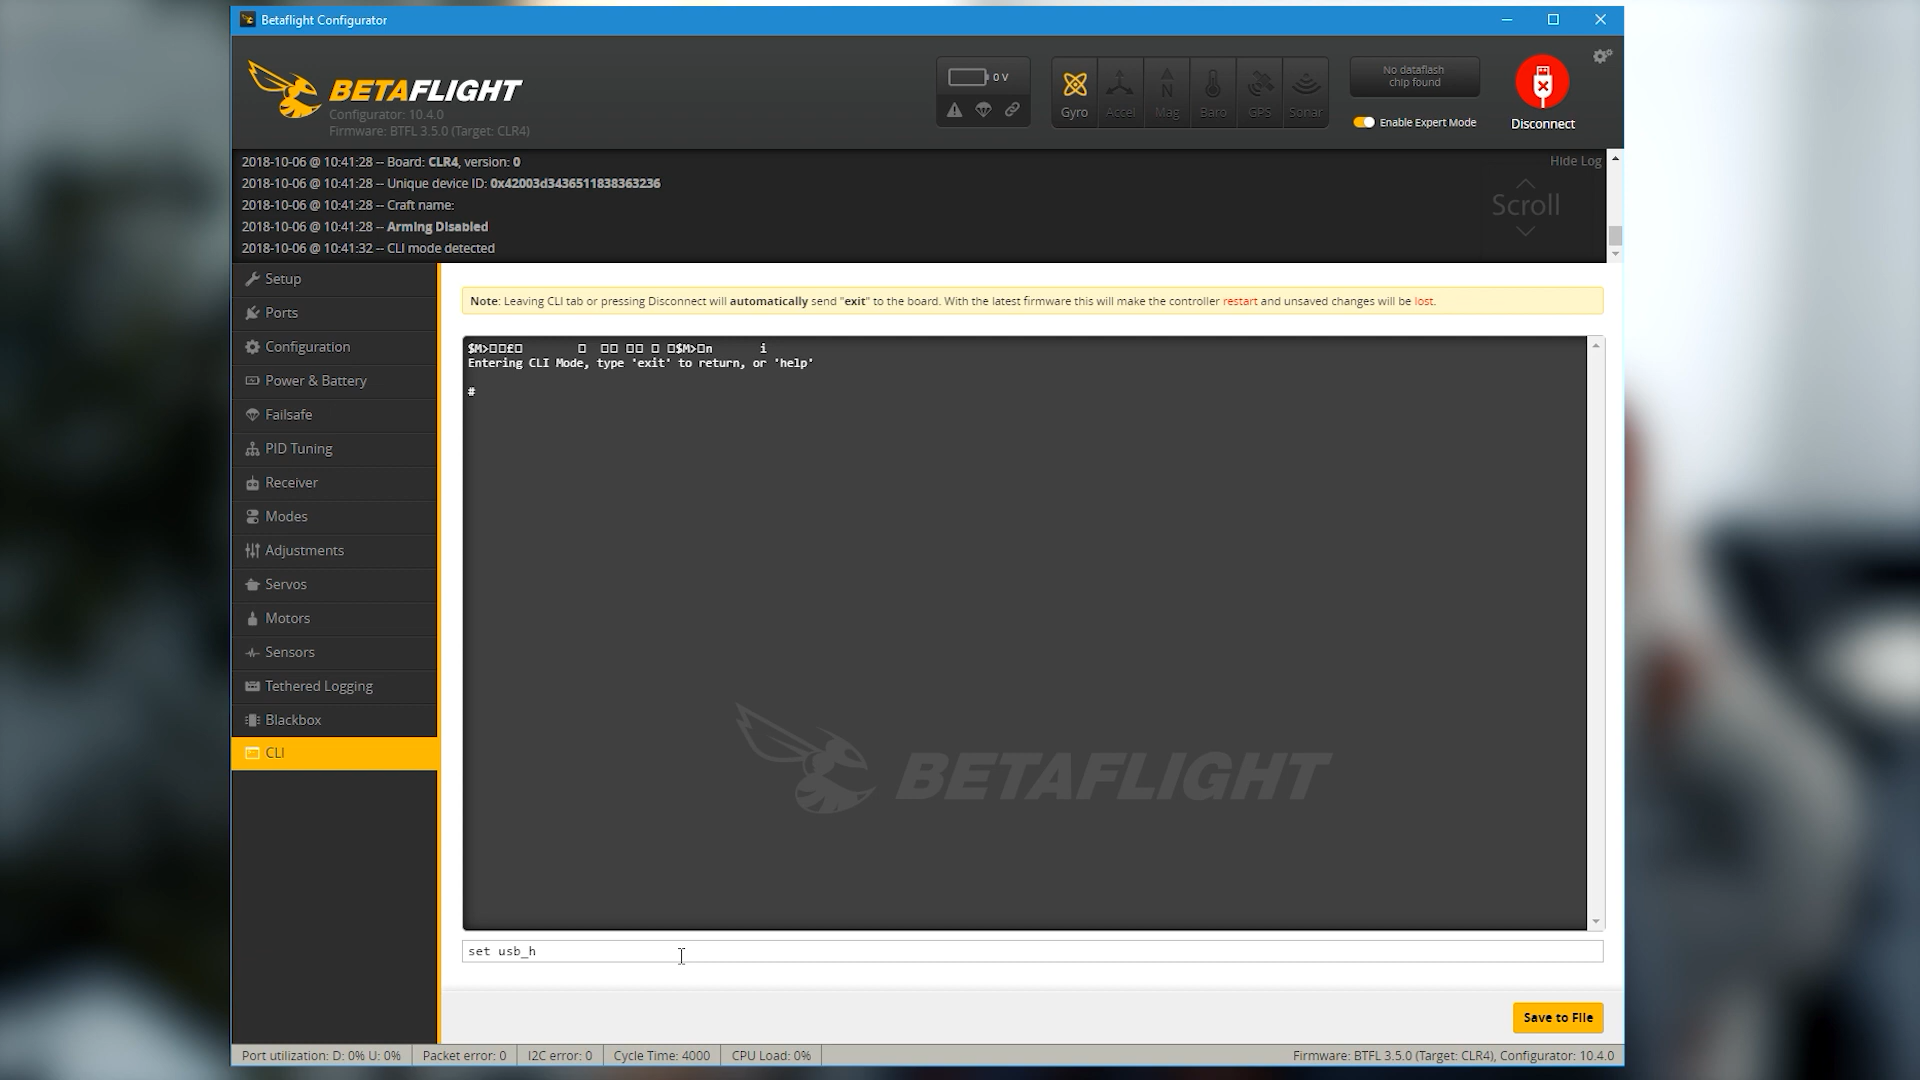 Betaflight Configurator
BETAFLIGHT
Configurator: 10.4.0
Firmware: BTFL 3.5.0 (Target: CLR4)
0 V
Gyro
Accel
Mag
Baro
GPS
Sonar
No dataflash
chip found
Enable Expert Mode
Disconnect
2018-10-06 @ 10:41:28 -- Board: CLR4, version: 0
2018-10-06 @ 10:41:28 -- Unique device ID: 0x42003d3436511838363236
2018-10-06 @ 10:41:28 -- Craft name:
2018-10-06 @ 10:41:28 -- Arming Disabled
2018-10-06 @ 10:41:32 -- CLI mode detected
Hide Log
Scroll
Setup
Ports
Configuration
Power & Battery
Failsafe
PID Tuning
Receiver
Modes
Adjustments
Servos
Motors
Sensors
Tethered Logging
Blackbox
CLI
Note: Leaving CLI tab or pressing Disconnect will automatically send "exit" to the board. With the latest firmware this will make the controller restart and unsaved changes will be lost.
$M>□□£□ □ □□ □□ □ □$M>□n i
Entering CLI Mode, type 'exit' to return, or 'help'
#
BETAFLIGHT
set usb_h
Save to File
Port utilization: D: 0% U: 0%
Packet error: 0
I2C error: 0
Cycle Time: 4000
CPU Load: 0%
Firmware: BTFL 3.5.0 (Target: CLR4), Configurator: 10.4.0